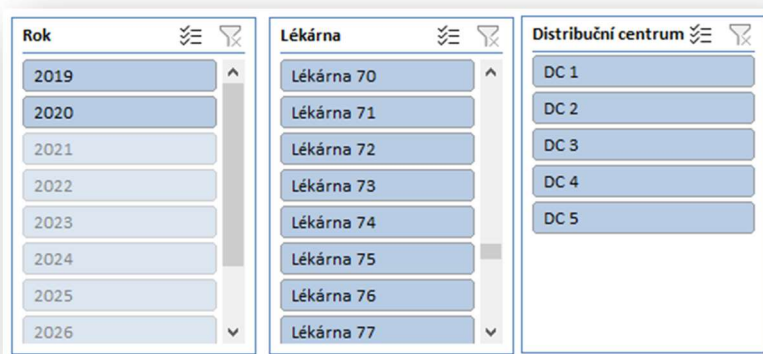 Rok
2019
2020
2021
2022
2023
2024
2025
2026
Lékárna
Lékárna 70
Lékárna 71
Lékárna 72
Lékárna 73
Lékárna 74
Lékárna 75
Lékárna 76
Lékárna 77
Distribuční centrum
DC 1
DC 2
DC 3
DC 4
DC 5